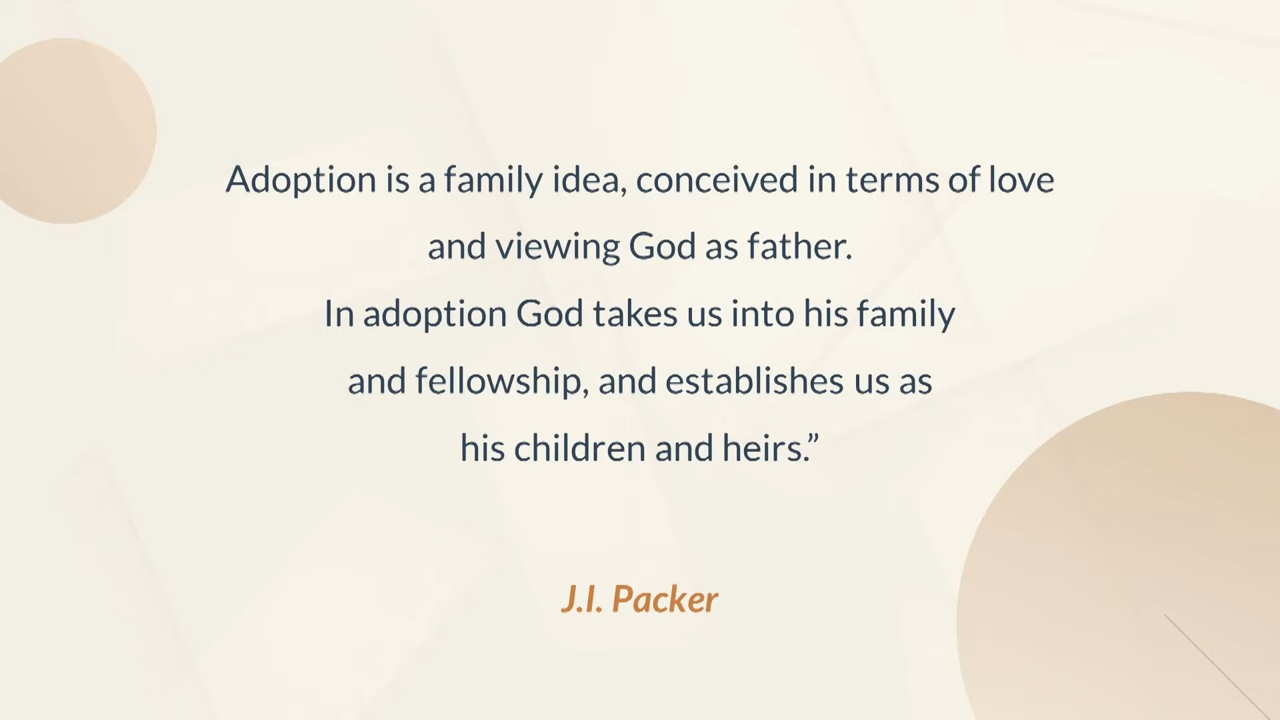 Adoption is a family idea, conceived in terms of love
and viewing God as father.
In adoption God takes us into his family
and fellowship, and establishes us as
his children and heirs.”
J.I. Packer